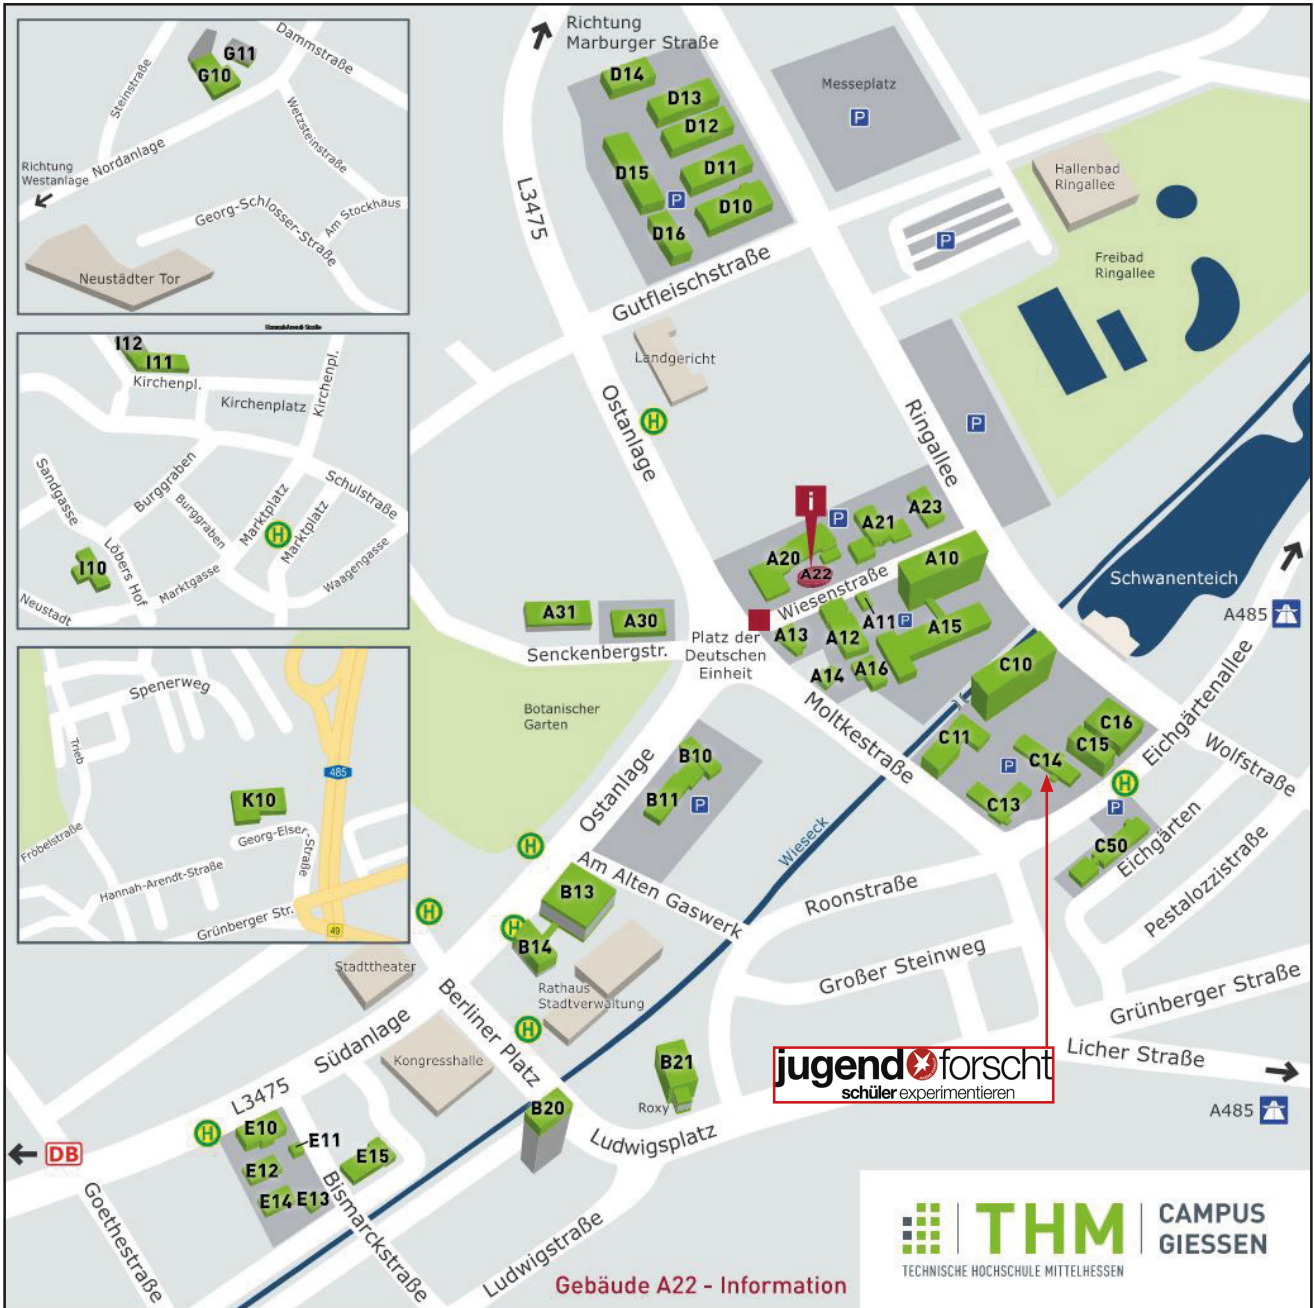 Richtung
Marburger Straße
Dammstraße
G11
G10
Steinstraße
Wetzsteinstraße
Nordanlage
Richtung
Westanlage
Georg-Schlosser-Straße
Am Stockhaus
Neustädter Tor
I12
I11
Kirchenpl.
Kirchenplatz
Kirchenpl.
Sandgasse
Burggraben
Burggraben
Marktplatz
Marktplatz
Schulstraße
Waagengasse
H
I10
Löbers Hof
Marktgasse
Neustadt
Spenerweg
Trieb
485
K10
Georg-Elser-Straße
Fröbelstraße
Hannah-Arendt-Straße
Grünberger Str.
49
D14
D13
D12
D15
D11
D10
D16
P
L3475
Gutfleischstraße
Messeplatz
P
P
Hallenbad
Ringallee
Freibad
Ringallee
Landgericht
H
Ostanlage
Ringallee
P
i
P
A23
A21
A20
A22
A10
Wiesenstraße
Schwanenteich
A485
A31
A30
Senckenbergstr.
Platz der
Deutschen
Einheit
A13
A12
A11
P
A15
A14
A16
C10
Botanischer
Garten
Moltkestraße
C11
C16
C15
C14
P
C13
H
P
C50
Eichgärtenallee
Wolfstraße
Eichgärten
Pestalozzistraße
B10
B11
P
Ostanlage
H
Wieseck
Am Alten Gaswerk
B13
H
H
B14
Roonstraße
Großer Steinweg
Grünberger Straße
Stadttheater
Rathaus
Stadtverwaltung
Berliner Platz
H
Südanlage
Kongresshalle
B21
Roxy
jugend forscht
schüler experimentieren
Licher Straße
A485
L3475
B20
Ludwigsplatz
H
E10
E11
E12
E15
E14
E13
DB
Goethestraße
Bismarckstraße
Ludwigstraße
Gebäude A22 - Information
THM
CAMPUS
GIESSEN
TECHNISCHE HOCHSCHULE MITTELHESSEN